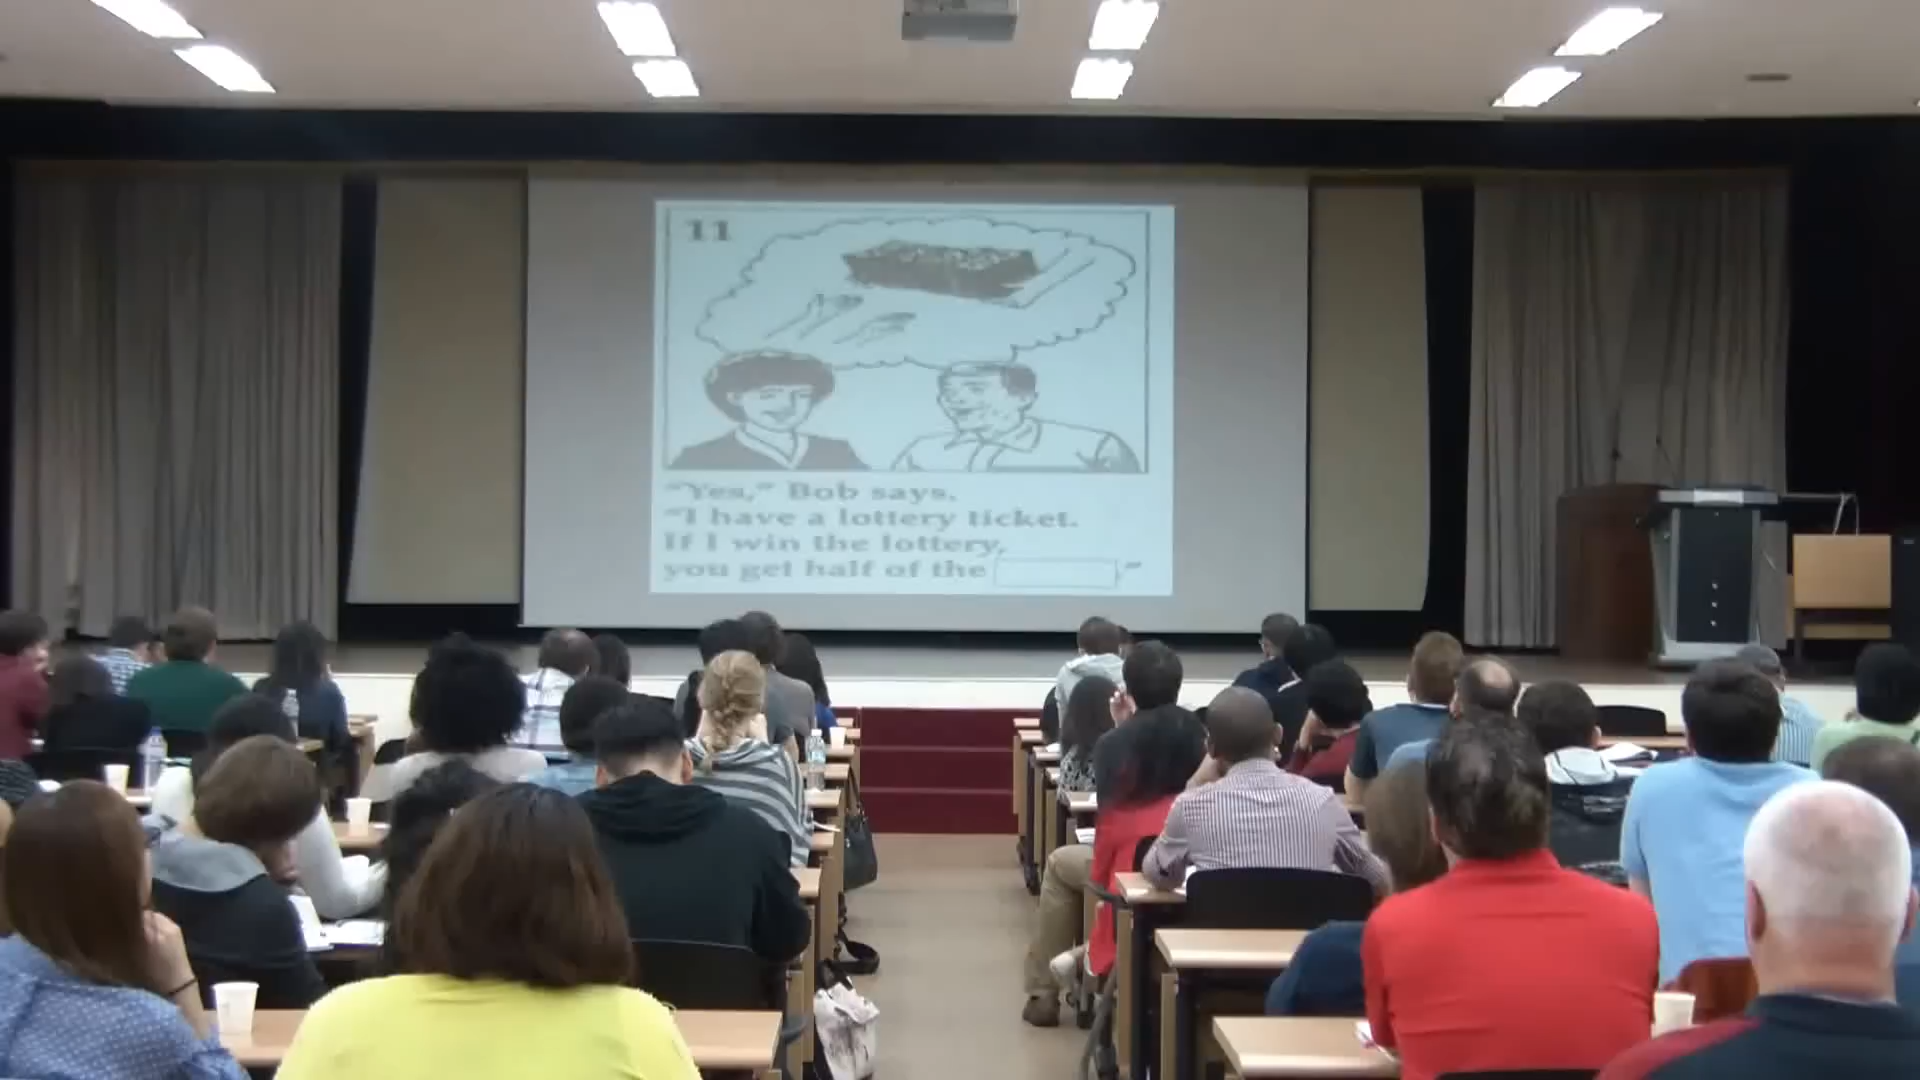 11
"Yes," Bob says.
"I have a lottery ticket.
If I win the lottery,
you get half of the ."